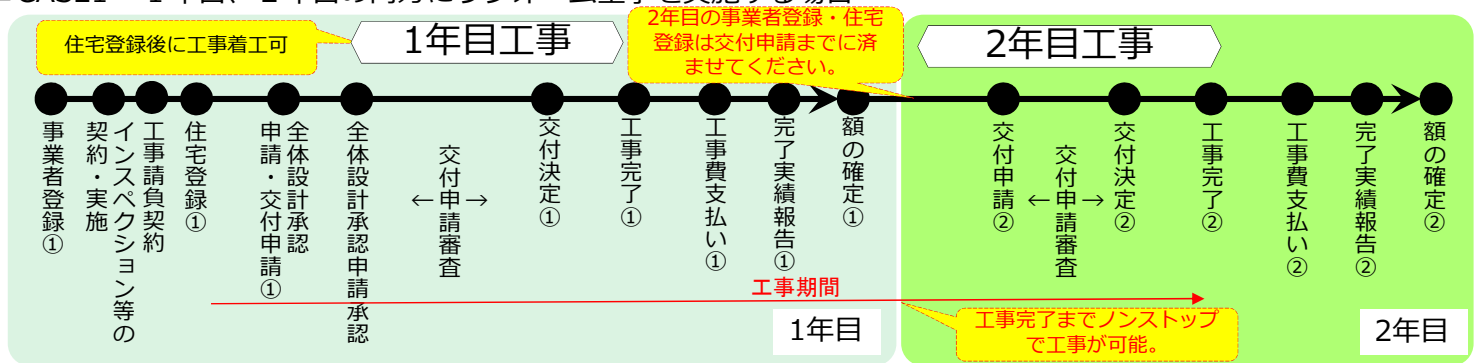 住宅登録後に工事着工可
1年目工事
2年目の事業者登録・住宅
登録は交付申請までに済
ませてください。
2年目工事
事業者登録①
インスペクション等の
契約・実施
工事請負契約
住宅登録①
全体設計承認
申請・交付申請①
全体設計承認申請承認
←交付申請審査→
交付決定①
工事完了①
工事費支払い①
完了実績報告①
額の確定①
交付申請②
←交付申請審査→
交付決定②
工事完了②
工事費支払い②
完了実績報告②
額の確定②
工事期間
1年目
工事完了までノンストップ
で工事が可能。
2年目